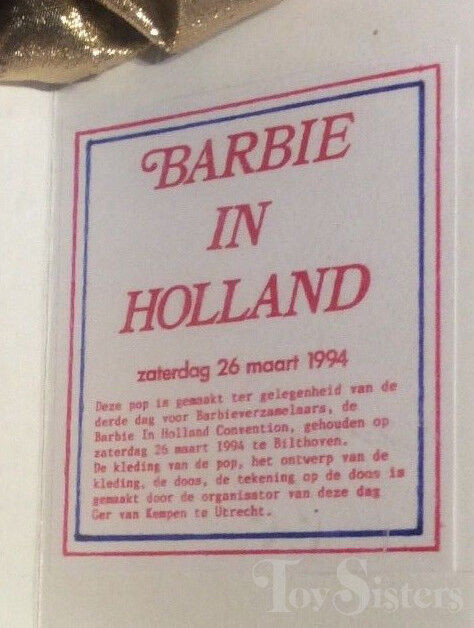 BARBIE
IN
HOLLAND
zaterdag 26 maart 1994
Deze pop is gemaakt ter gelegenheid van de
derde dag voor Barbieverzamelaars, de
Barbie In Holland Convention, gehouden op
zaterdag 26 maart 1994 te Bilthoven.
De kleding van de pop, het ontwerp van de
kleding, de doos, de tekening op de doos is
gemaakt door de organisator van deze dag
Ger van Kempen te Utrecht.
ToySisters